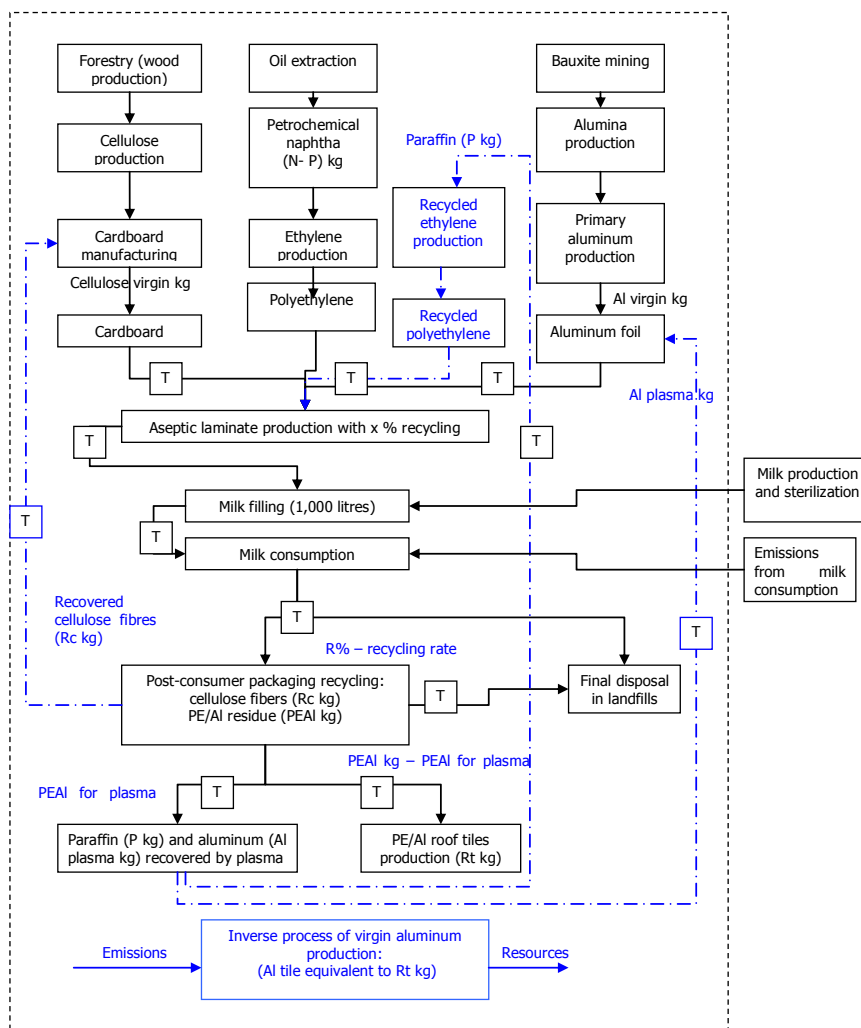 Forestry (wood
production)
Oil extraction
Bauxite mining
Cellulose
production
Petrochemical
naphtha
(N- P) kg
Paraffin (P kg)
Alumina
production
Cardboard
manufacturing
Ethylene
production
Recycled
ethylene
production
Primary
aluminum
production
Cellulose virgin kg
Al virgin kg
Cardboard
Polyethylene
Recycled
polyethylene
Aluminum foil
T
T
T
Al plasma kg
Aseptic laminate production with x % recycling
T
T
Milk production
and sterilization
Milk filling (1,000 litres)
T
T
Milk consumption
Emissions
from milk
consumption
Recovered
cellulose fibres
(Rc kg)
T
T
R% – recycling rate
Post-consumer packaging recycling:
cellulose fibers (Rc kg)
PE/Al residue (PEAl kg)
T
Final disposal
in landfills
PEAl kg – PEAl for plasma
PEAl for plasma
T
T
Paraffin (P kg) and aluminum (Al
plasma kg) recovered by plasma
PE/Al roof tiles
production (Rt kg)
Emissions
Inverse process of virgin aluminum
production:
(Al tile equivalent to Rt kg)
Resources